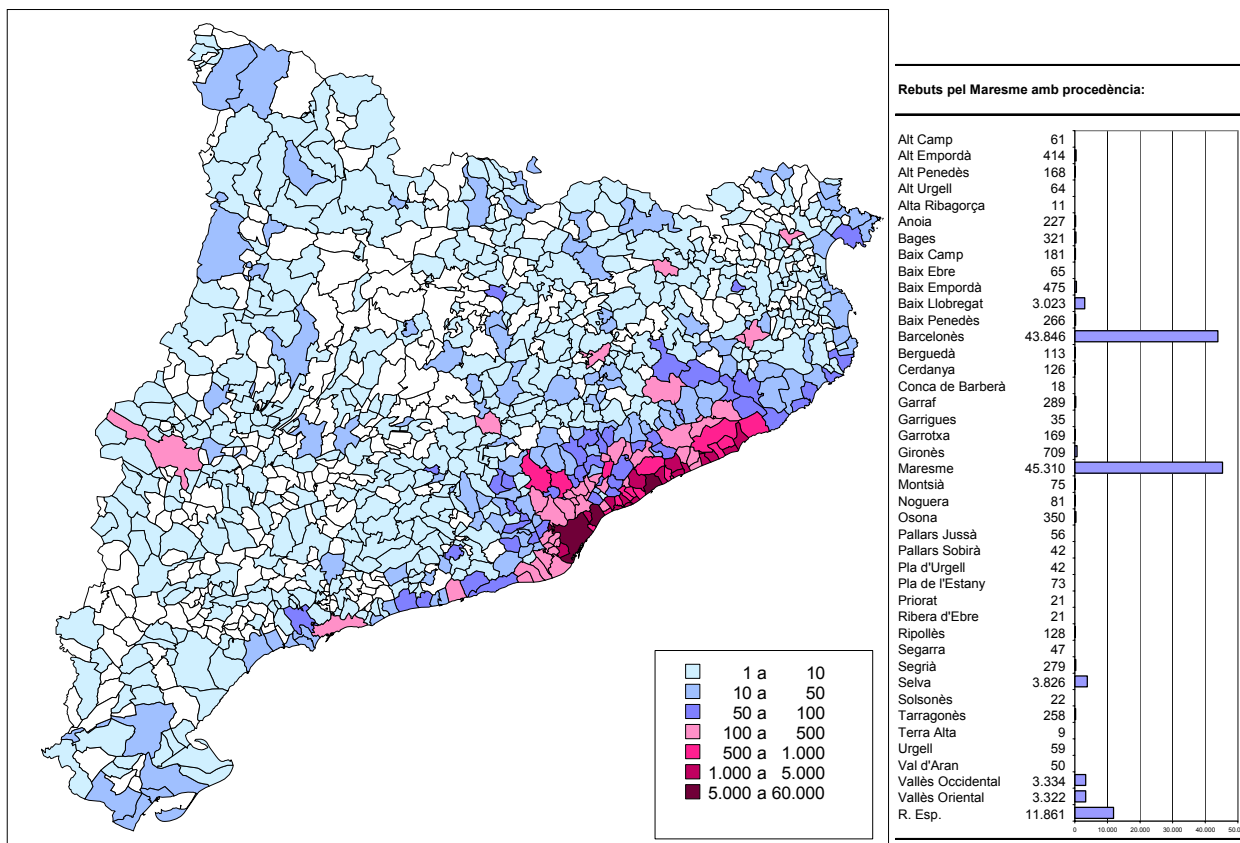 Rebuts pel Maresme amb procedència:
Alt Camp 61
Alt Empordà 414
Alt Penedès 168
Alt Urgell 64
Alta Ribagorça 11
Anoia 227
Bages 321
Baix Camp 181
Baix Ebre 65
Baix Empordà 475
Baix Llobregat 3.023
Baix Penedès 266
Barcelonès 43.846
Berguedà 113
Cerdanya 126
Conca de Barberà 18
Garraf 289
Garrigues 35
Garrotxa 169
Gironès 709
Maresme 45.310
Montsià 75
Noguera 81
Osona 350
Pallars Jussà 56
Pallars Sobirà 42
Pla d'Urgell 42
Pla de l'Estany 73
Priorat 21
Ribera d'Ebre 21
Ripollès 128
Segarra 47
Segrià 279
Selva 3.826
Solsonès 22
Tarragonès 258
Terra Alta 9
Urgell 59
Val d'Aran 50
Vallès Occidental 3.334
Vallès Oriental 3.322
R. Esp. 11.861
0 10.000 20.000 30.000 40.000 50.0
1 a 10
10 a 50
50 a 100
100 a 500
500 a 1.000
1.000 a 5.000
5.000 a 60.000